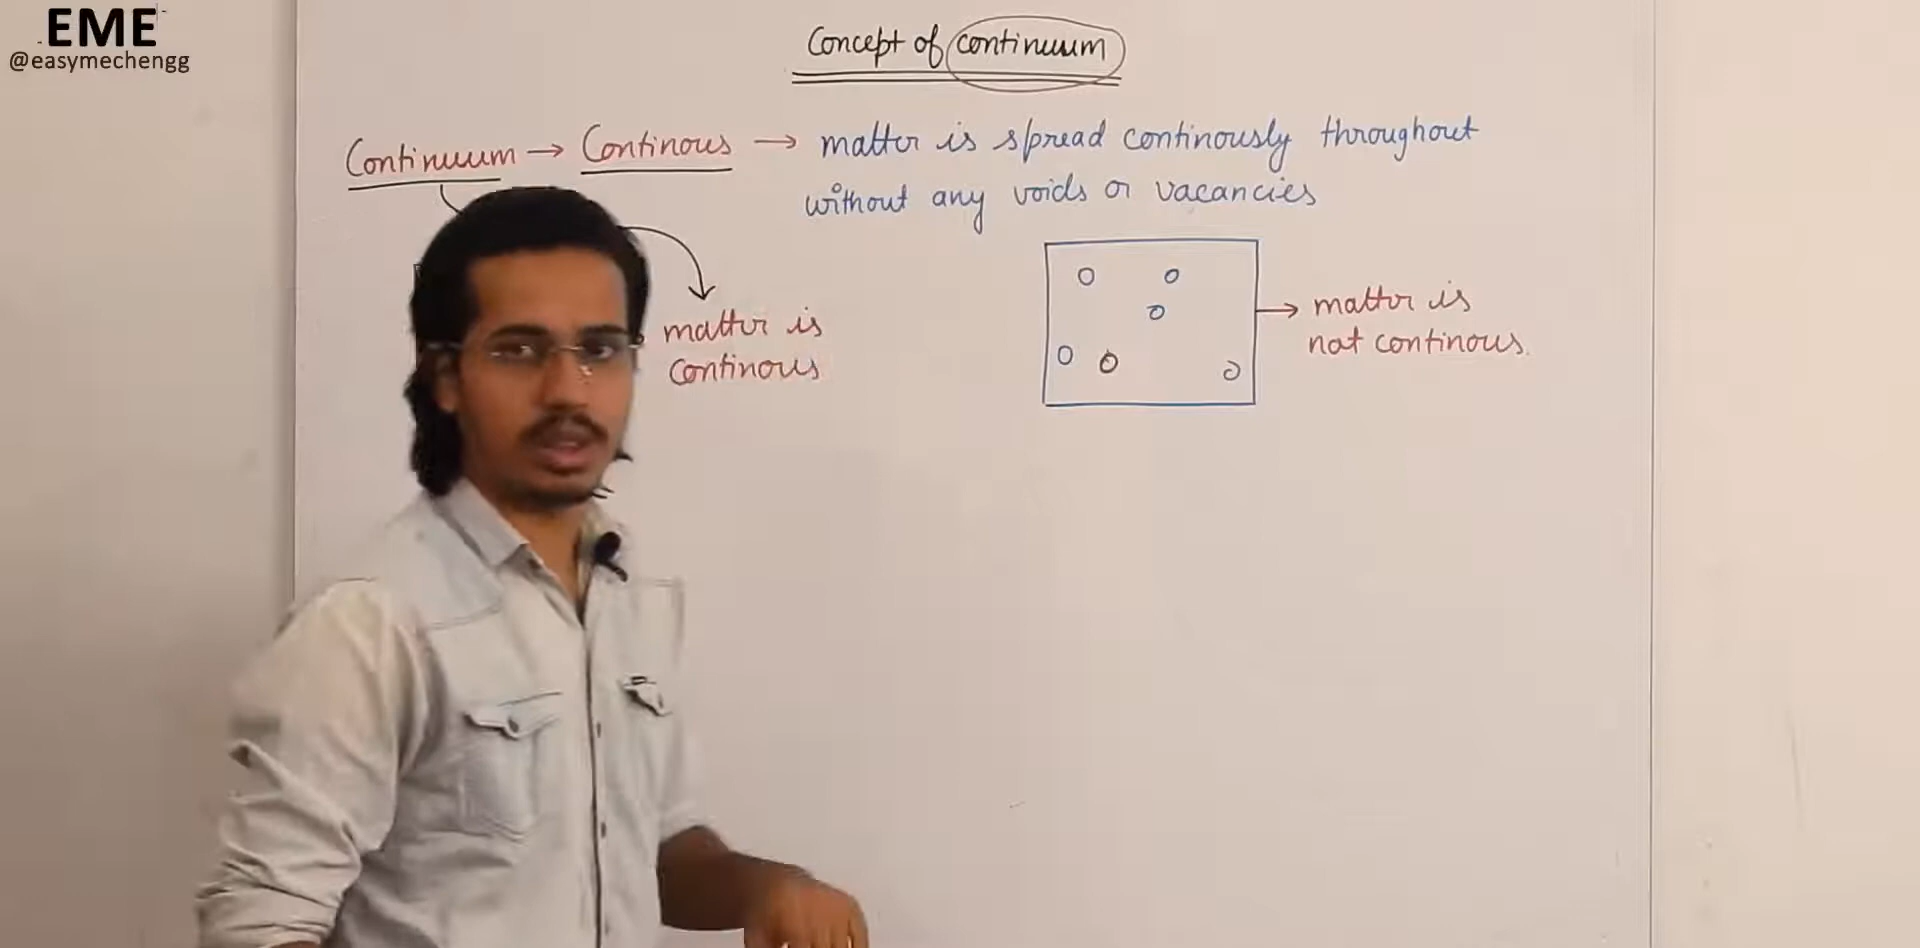 EME
@easymechengg
Concept of continuum
Continuum → Continous → matter is spread continously throughout
without any voids or vacancies
matter is
continous
matter is
not continous.